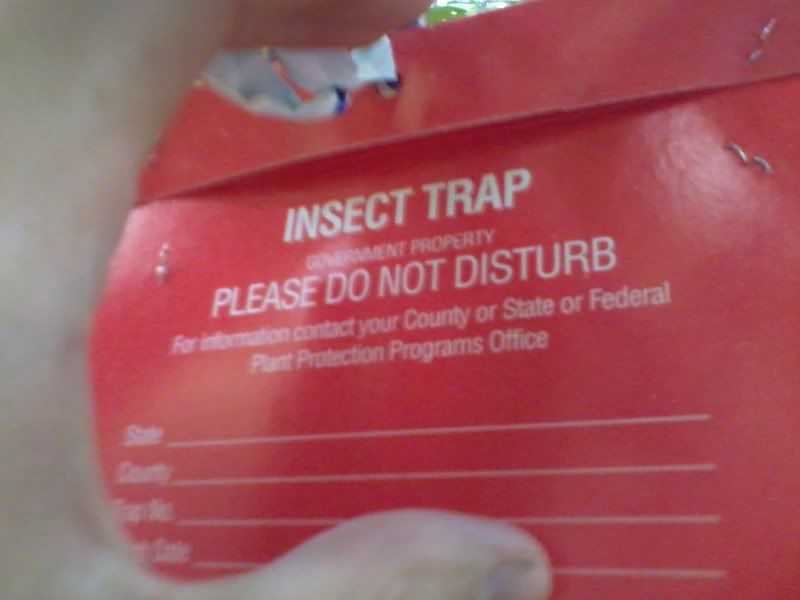 INSECT TRAP
GOVERNMENT PROPERTY
PLEASE DO NOT DISTURB
For information contact your County or State or Federal
Plant Protection Programs Office
State
County
Trap No.
Date